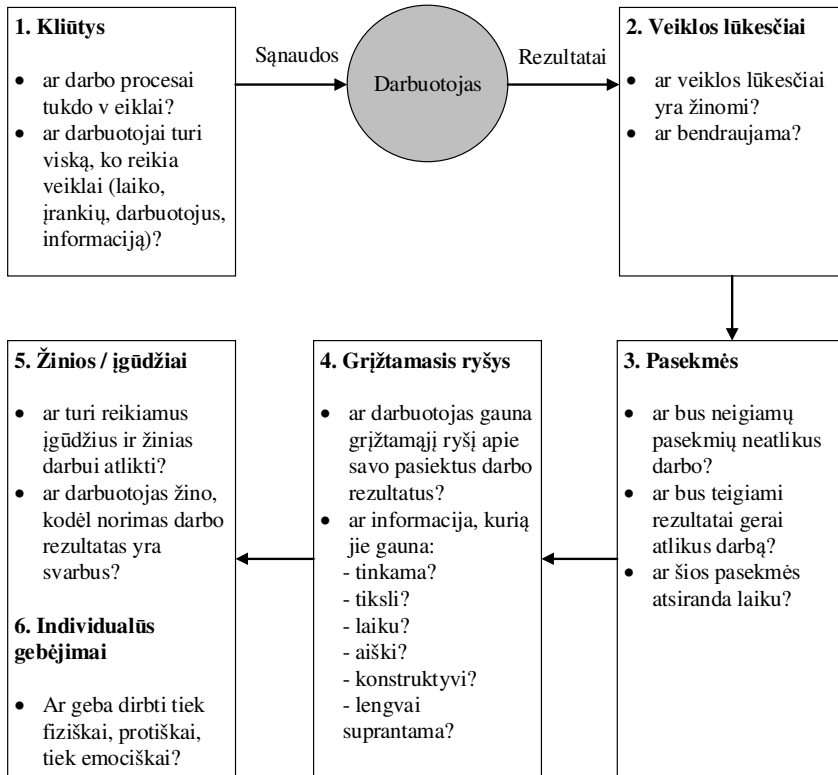 1. Kliūtys
• ar darbo procesai
tukdo v eiklai?
• ar darbuotojai turi
viską, ko reikia
veiklai (laiko,
įrankių, darbuotojus,
informaciją)?
Sąnaudos
Darbuotojas
Rezultatai
2. Veiklos lūkesčiai
• ar veiklos lūkesčiai
yra žinomi?
• ar bendraujama?
3. Pasekmės
• ar bus neigiamų
pasekmių neatlikus
darbo?
• ar bus teigiami
rezultatai gerai
atlikus darbą?
• ar šios pasekmės
atsiranda laiku?
4. Grįžtamasis ryšys
• ar darbuotojas gauna
grįžtamąjį ryšį apie
savo pasiektus darbo
rezultatus?
• ar informacija, kurią
jie gauna:
- tinkama?
- tiksli?
- laiku?
- aiški?
- konstruktyvi?
- lengvai
suprantama?
5. Žinios / įgūdžiai
• ar turi reikiamus
įgūdžius ir žinias
darbui atlikti?
• ar darbuotojas žino,
kodėl norimas darbo
rezultatas yra
svarbus?
6. Individualūs
gebėjimai
• Ar geba dirbti tiek
fiziškai, protiškai,
tiek emociškai?